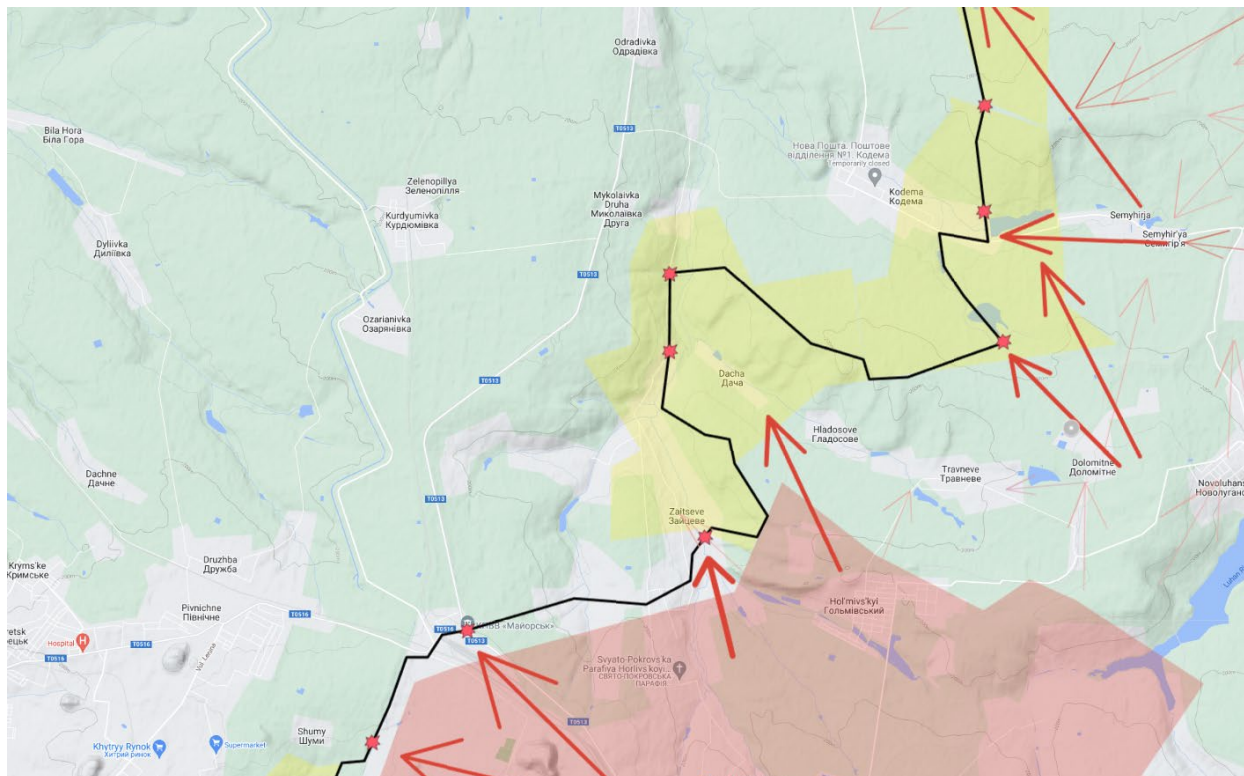 Odradivka
Одрадівка
T0513
Bila Hora
Біла Гора
Нова Пошта. Поштове
відділення №1. Кодема
Temporarily closed
Zelenopillya
Зеленопілля
Kodema
Кодема
Mykolaivka
Druha
Миколаївка
Друга
Kurdyumivka
Курдюмівка
Semyhirja
Semyhir'ya
Семигір'я
Dyliivka
Диліївка
T0513
Ozarianivka
Озарянівка
T0513
Dacha
Дача
Hladosove
Гладосове
Travneve
Травневе
Dolomitne
Доломітне
Dachne
Дачне
T0513
Zaitseve
Зайцеве
Kryms'ke
Кримське
Druzhba
Дружба
Pivnichne
Північне
Hol'mivs'kyi
Гольмівський
T0516
«Майорськ»
T0513
Hospital
T0516
T0516
Svyato-Pokrovs'ka
Parafiya Horlivs'koyi...
СВЯТО-ПОКРОВСЬКА
ПАРАФІЯ
T0513
Shumy
Шуми
Khytryy Rynok
Хитрий ринок
Supermarket